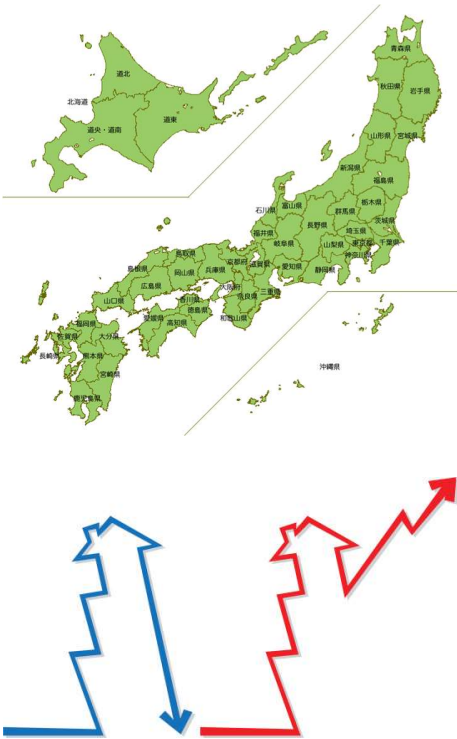 道北
北海道
道央・道南
道東
青森県
秋田県
岩手県
山形県
宮城県
新潟県
福島県
石川県
富山県
群馬県
栃木県
茨城県
福井県
長野県
埼玉県
岐阜県
山梨県
東京都
千葉県
神奈川県
鳥取県
京都府
滋賀県
愛知県
静岡県
島根県
岡山県
兵庫県
広島県
大阪府
三重県
山口県
香川県
奈良県
徳島県
愛媛県
高知県
和歌山県
福岡県
佐賀県
大分県
長崎県
熊本県
宮崎県
鹿児島県
沖縄県